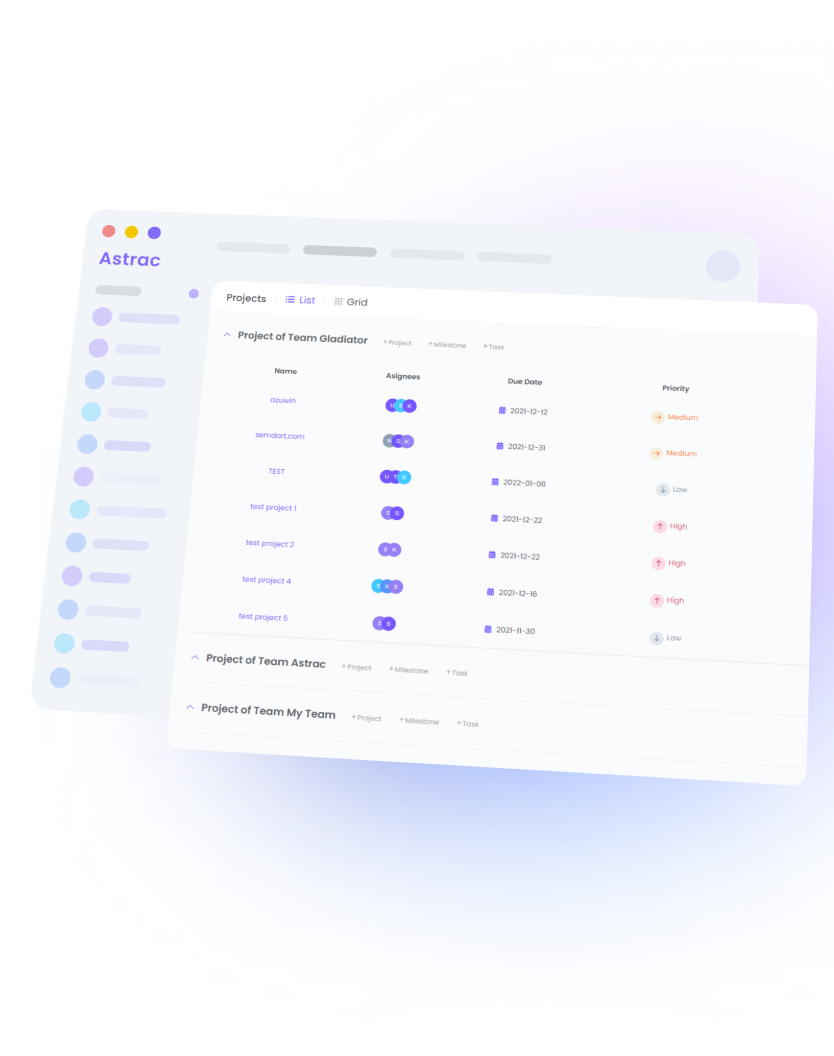 Astrac
Projects List Grid
Project of Team Gladiator +Project +Milestone +Task
Name Asignees Due Date Priority
azuwin K 2021-12-12 Medium
semdart.com K 2021-12-31 Medium
TEST U 2022-01-08 Low
test project 1 S 2021-12-22 High
test project 2 K 2021-12-22 High
test project 4 K S 2021-12-16 High
test project 5 S 2021-11-30 Low
Project of Team Astrac +Project +Milestone +Task
Project of Team My Team +Project +Milestone +Task